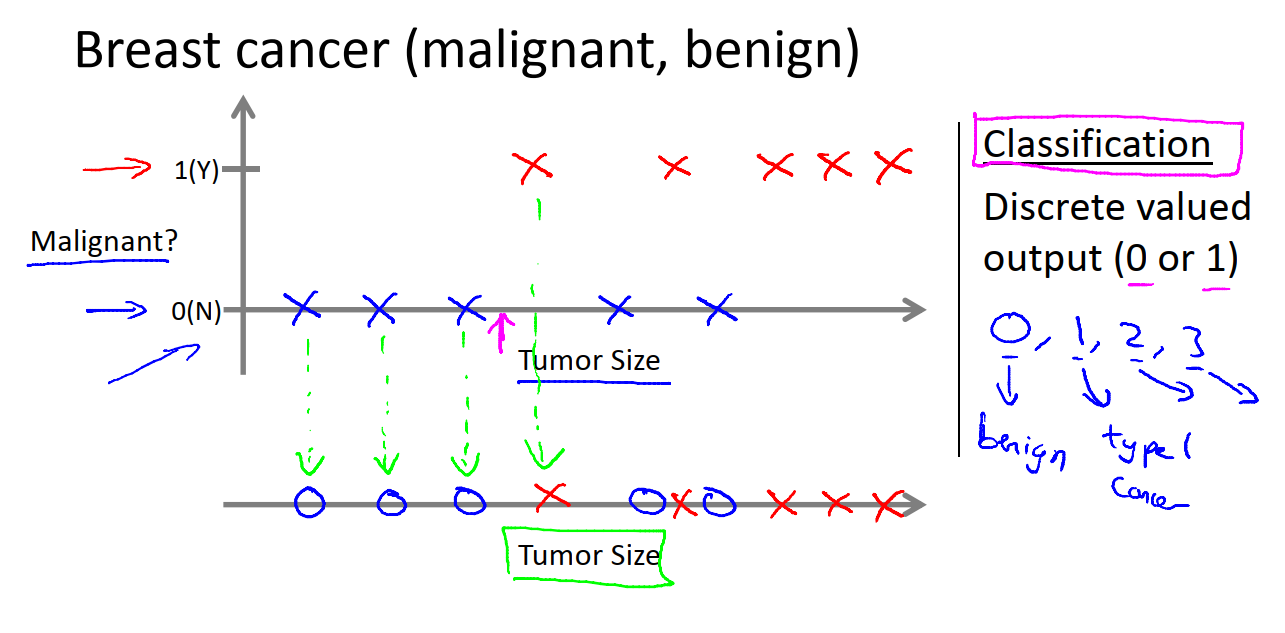 Breast cancer (malignant, benign)
1(Y)
Malignant?
0(N)
Tumor Size
Tumor Size
Classification
Discrete valued
output (0 or 1)
0, 1, 2, 3
benign
type 1